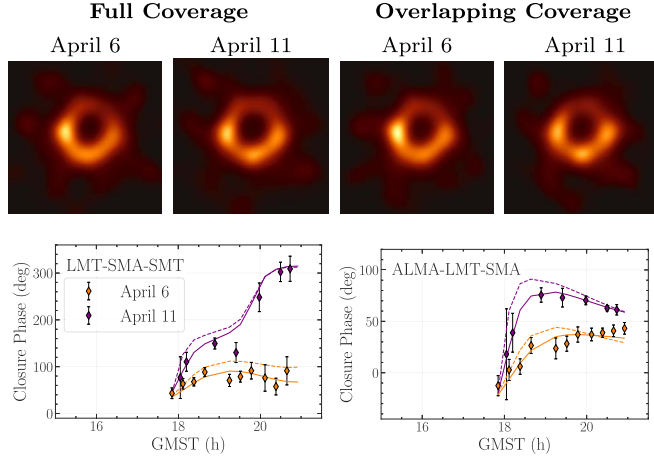 Full Coverage
Overlapping Coverage
April 6
April 11
April 6
April 11
LMT-SMA-SMT
April 6
April 11
Closure Phase (deg)
300
200
100
0
16
18
20
GMST (h)
ALMA-LMT-SMA
Closure Phase (deg)
100
50
0
16
18
20
GMST (h)